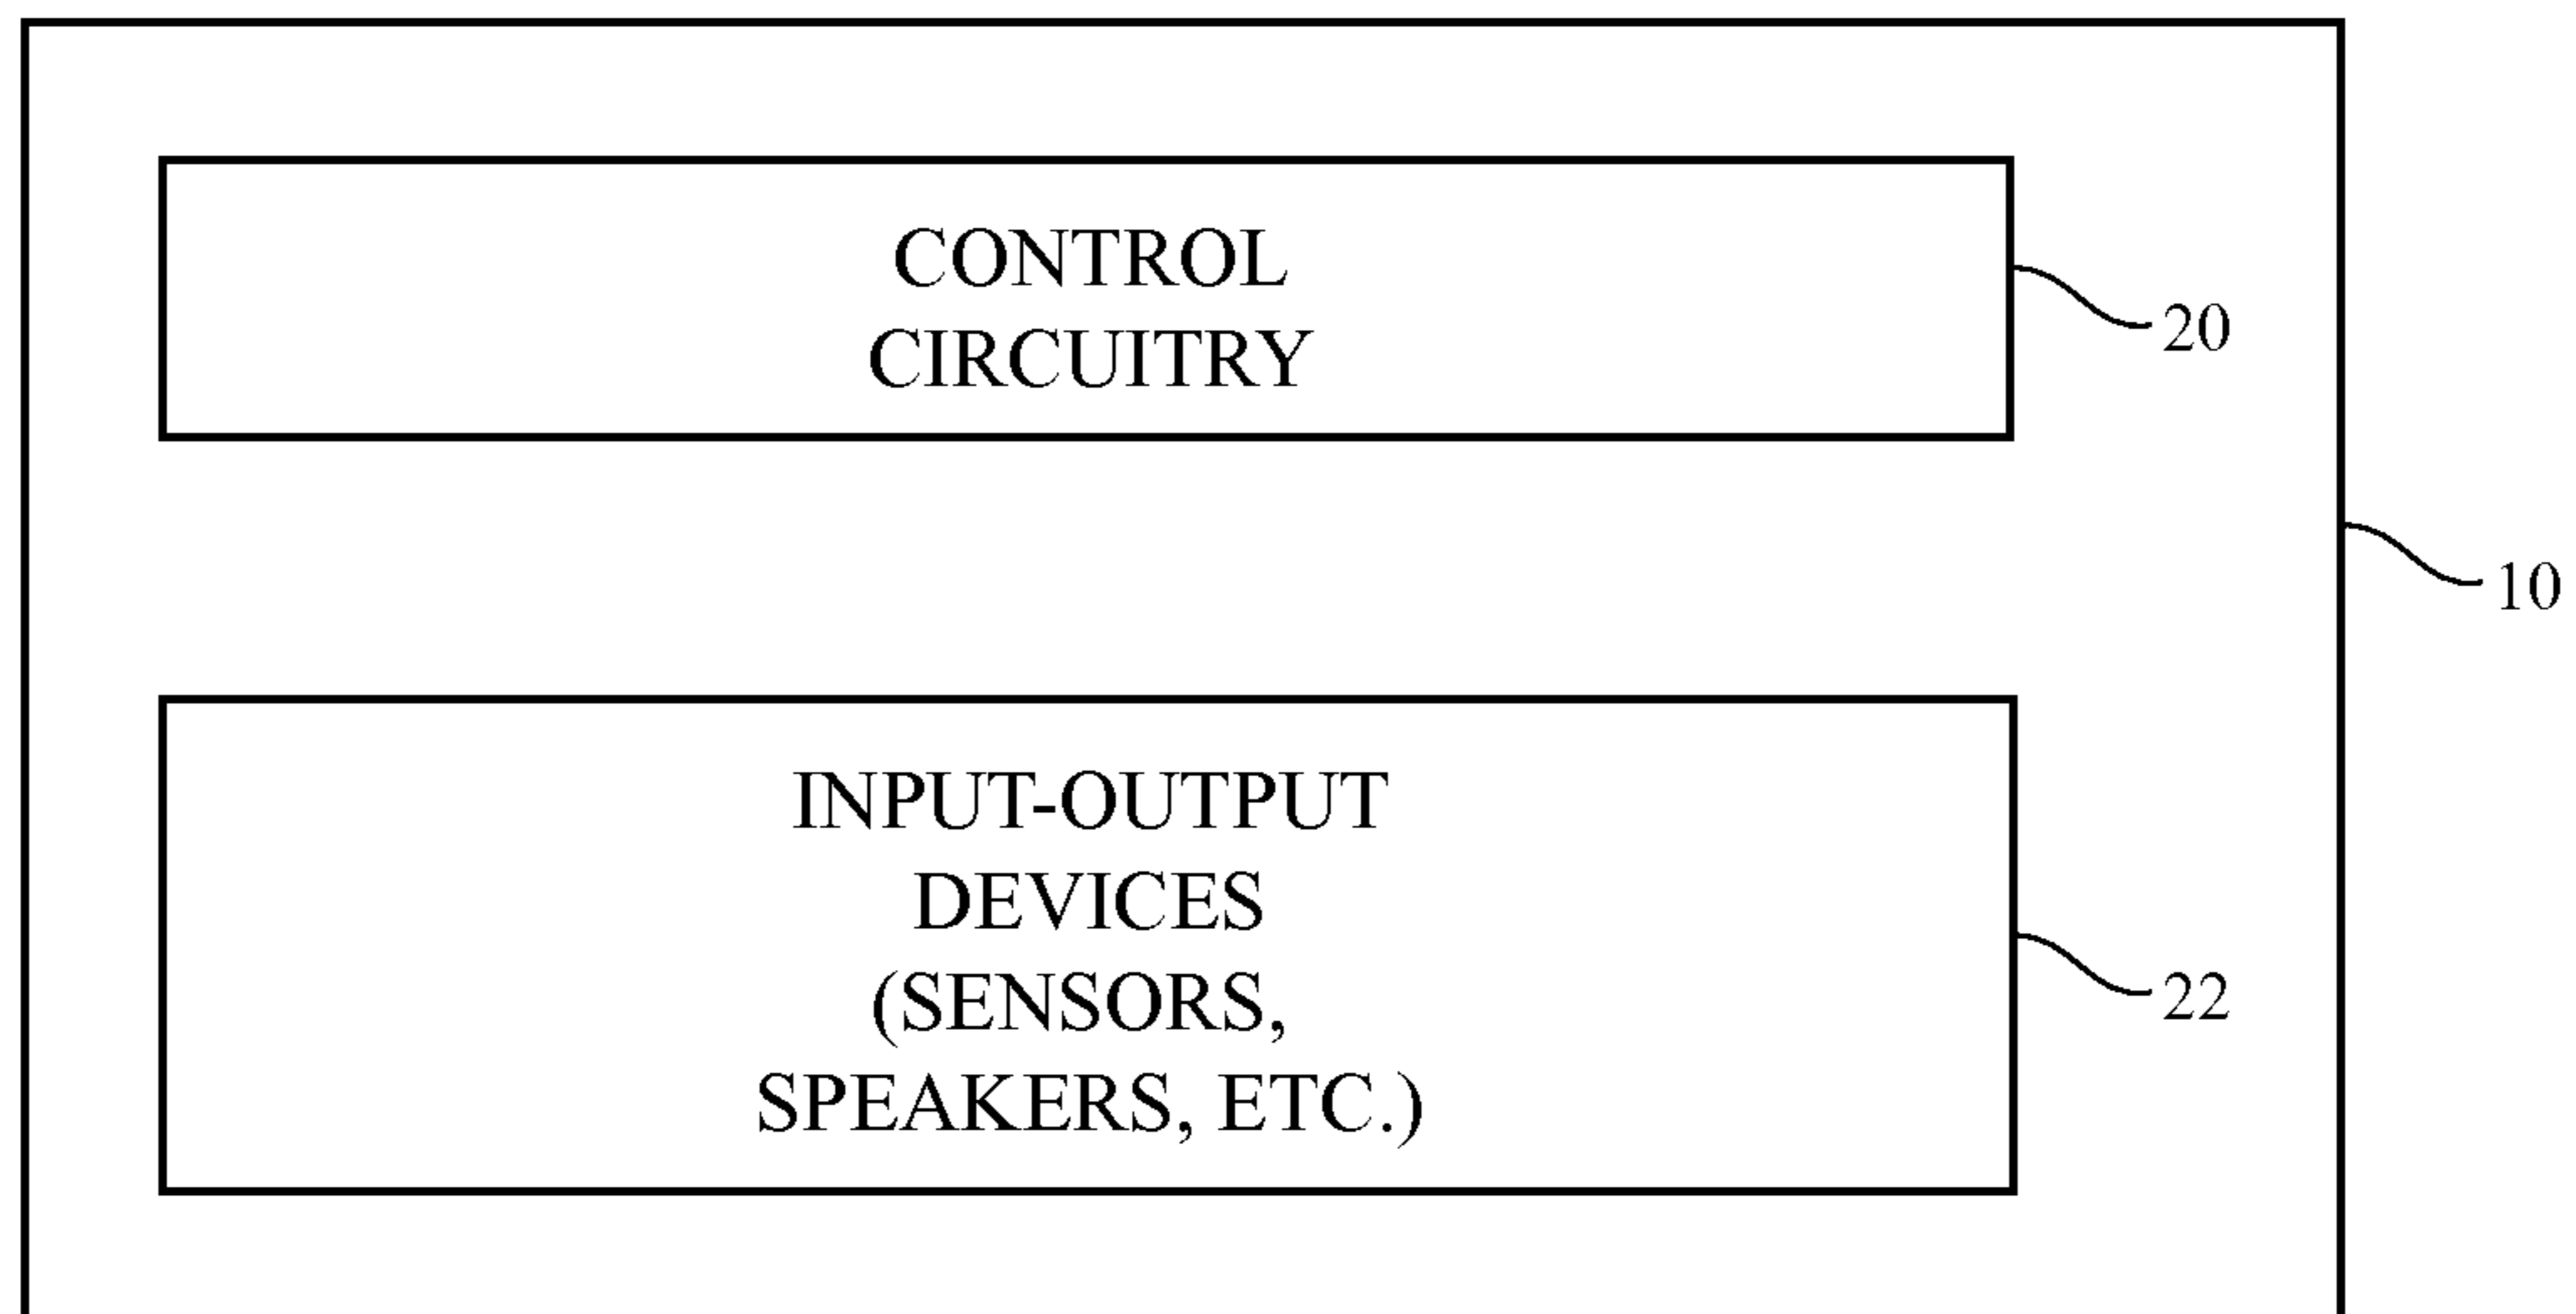 CONTROL
CIRCUITRY
20
10
INPUT-OUTPUT
DEVICES
(SENSORS,
SPEAKERS, ETC.)
22